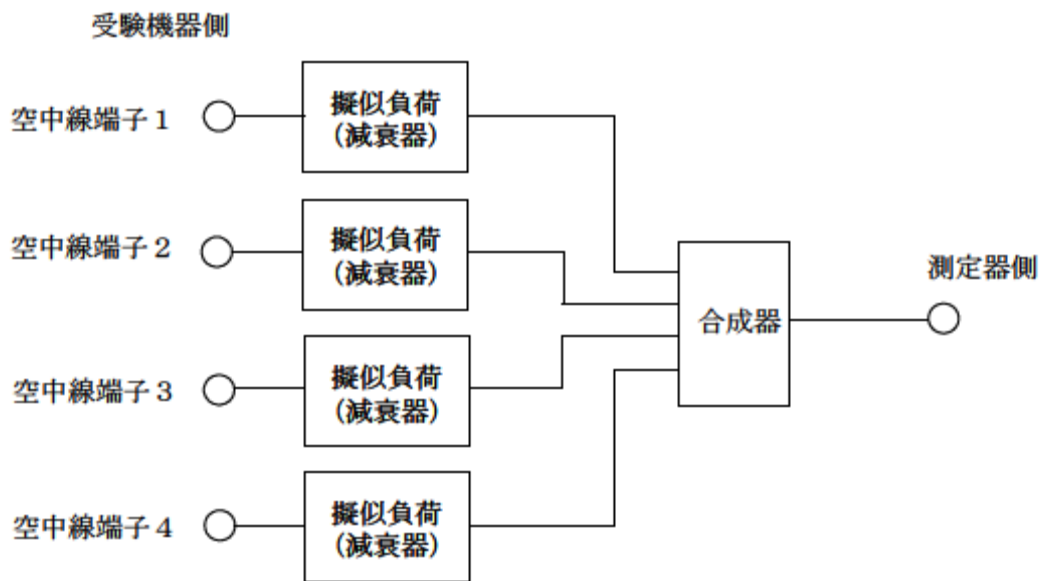 受験機器側
空中線端子1
擬似負荷
(減衰器)
空中線端子2
擬似負荷
(減衰器)
測定器側
合成器
空中線端子3
擬似負荷
(減衰器)
空中線端子4
擬似負荷
(減衰器)